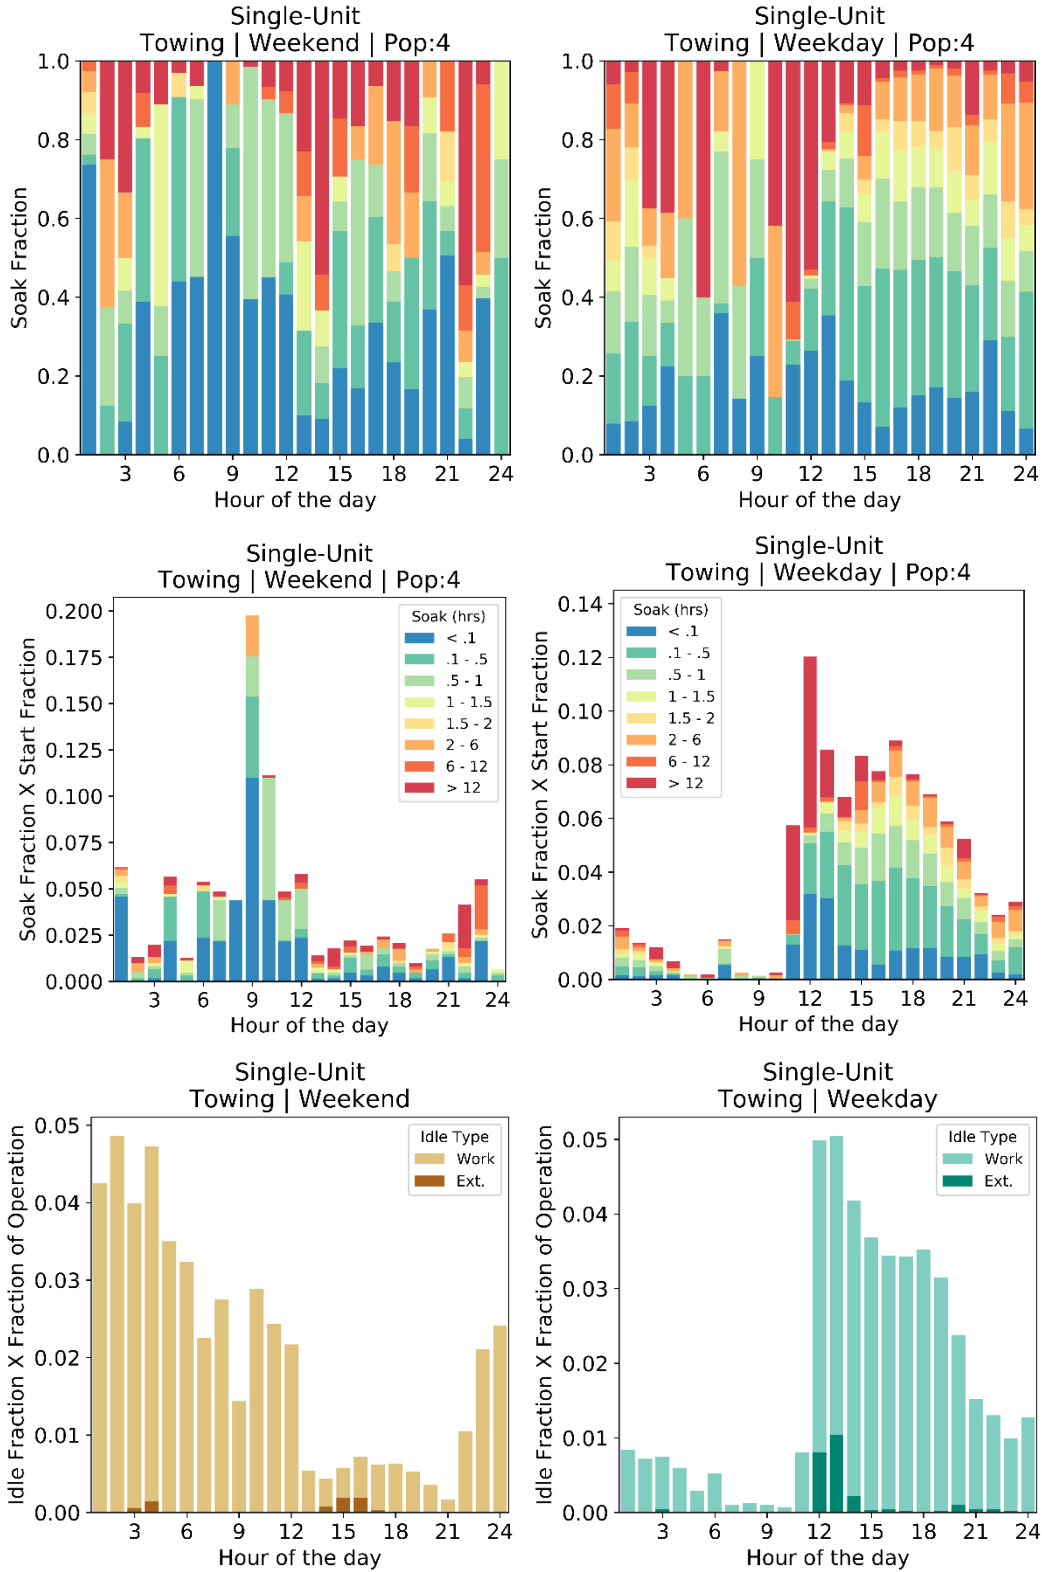 Single-Unit
Towing | Weekend | Pop:4
1.0
0.8
0.6
0.4
0.2
0.0
Soak Fraction
3 6 9 12 15 18 21 24
Hour of the day
Single-Unit
Towing | Weekday | Pop:4
1.0
0.8
0.6
0.4
0.2
0.0
Soak Fraction
3 6 9 12 15 18 21 24
Hour of the day
Single-Unit
Towing | Weekend | Pop:4
0.200
0.175
0.150
0.125
0.100
0.075
0.050
0.025
0.000
Soak Fraction X Start Fraction
Soak (hrs)
< .1
.1 - .5
.5 - 1
1 - 1.5
1.5 - 2
2 - 6
6 - 12
> 12
3 6 9 12 15 18 21 24
Hour of the day
Single-Unit
Towing | Weekday | Pop:4
0.14
0.12
0.10
0.08
0.06
0.04
0.02
0.00
Soak Fraction X Start Fraction
Soak (hrs)
< .1
.1 - .5
.5 - 1
1 - 1.5
1.5 - 2
2 - 6
6 - 12
> 12
3 6 9 12 15 18 21 24
Hour of the day
Single-Unit
Towing | Weekend
0.05
0.04
0.03
0.02
0.01
0.00
Idle Fraction X Fraction of Operation
Idle Type
Work
Ext.
3 6 9 12 15 18 21 24
Hour of the day
Single-Unit
Towing | Weekday
0.05
0.04
0.03
0.02
0.01
0.00
Idle Fraction X Fraction of Operation
Idle Type
Work
Ext.
3 6 9 12 15 18 21 24
Hour of the day